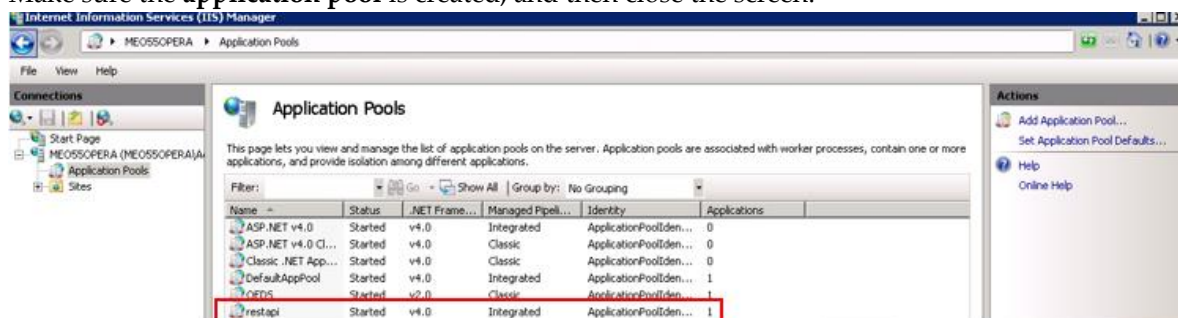 Make sure the application pool is created, and then close the screen.
Internet Information Services (IIS) Manager
MEO55OPERA Application Pools
File View Help
Connections
Start Page
MEO55OPERA (MEO55OPERA\A
Application Pools
Sites
Application Pools
This page lets you view and manage the list of application pools on the server. Application pools are associated with worker processes, contain one or more
applications, and provide isolation among different applications.
Filter: Go Show All Group by: No Grouping
Name Status .NET Frame... Managed Pipeli... Identity Applications
ASP.NET v4.0 Started v4.0 Integrated ApplicationPoolIden... 0
ASP.NET v4.0 Cl... Started v4.0 Classic ApplicationPoolIden... 0
Classic .NET App... Started v4.0 Classic ApplicationPoolIden... 0
DefaultAppPool Started v4.0 Integrated ApplicationPoolIden... 1
OEDS Started v2.0 Classic ApplicationPoolIden... 1
restapi Started v4.0 Integrated ApplicationPoolIden... 1
Actions
Add Application Pool...
Set Application Pool Defaults...
Help
Online Help